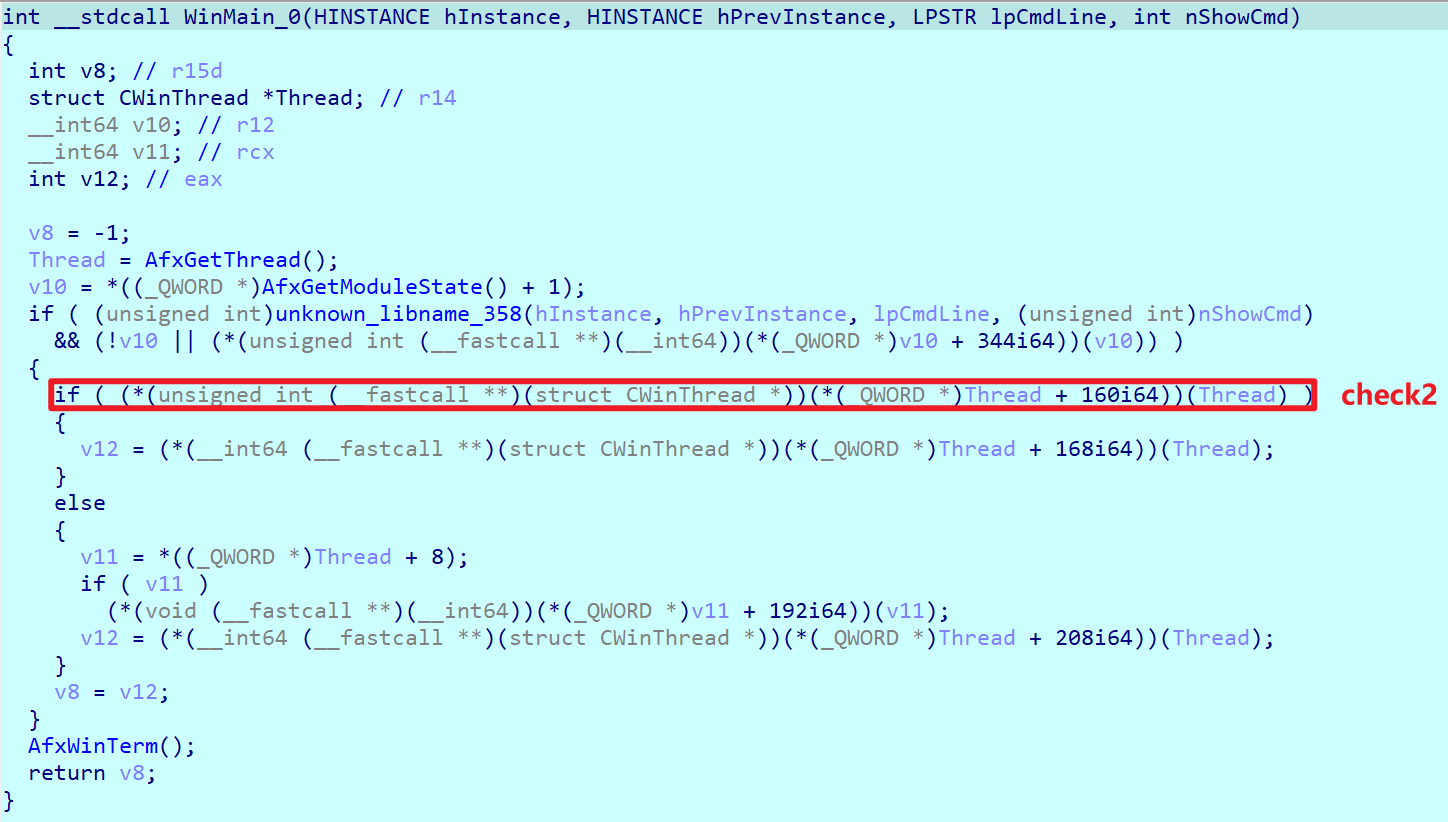 int __stdcall WinMain_0(HINSTANCE hInstance, HINSTANCE hPrevInstance, LPSTR lpCmdLine, int nShowCmd)
{
  int v8; // r15d
  struct CWinThread *Thread; // r14
  __int64 v10; // r12
  __int64 v11; // rcx
  int v12; // eax

  v8 = -1;
  Thread = AfxGetThread();
  v10 = *((_QWORD *)AfxGetModuleState() + 1);
  if ( (unsigned int)unknown_libname_358(hInstance, hPrevInstance, lpCmdLine, (unsigned int)nShowCmd)
    && (!v10 || (*(unsigned int (__fastcall **)(__int64))(*(_QWORD *)v10 + 344i64))(v10)) )
  {
    if ( (*(unsigned int (__fastcall **)(struct CWinThread *))(*(_QWORD *)Thread + 160i64))(Thread) ) check2
    {
      v12 = (*(__int64 (__fastcall **)(struct CWinThread *))(*(_QWORD *)Thread + 168i64))(Thread);
    }
    else
    {
      v11 = *((_QWORD *)Thread + 8);
      if ( v11 )
        (*(void (__fastcall **)(__int64))(*(_QWORD *)v11 + 192i64))(v11);
      v12 = (*(__int64 (__fastcall **)(struct CWinThread *))(*(_QWORD *)Thread + 208i64))(Thread);
    }
    v8 = v12;
  }
  AfxWinTerm();
  return v8;
}